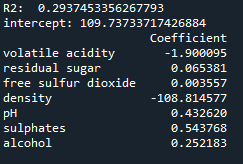 R2:  0.2937453356267793
intercept: 109.73733717426884
Coefficient
volatile acidity -1.900095
residual sugar 0.065381
free sulfur dioxide 0.003557
density -108.814577
pH 0.432620
sulphates 0.543768
alcohol 0.252183